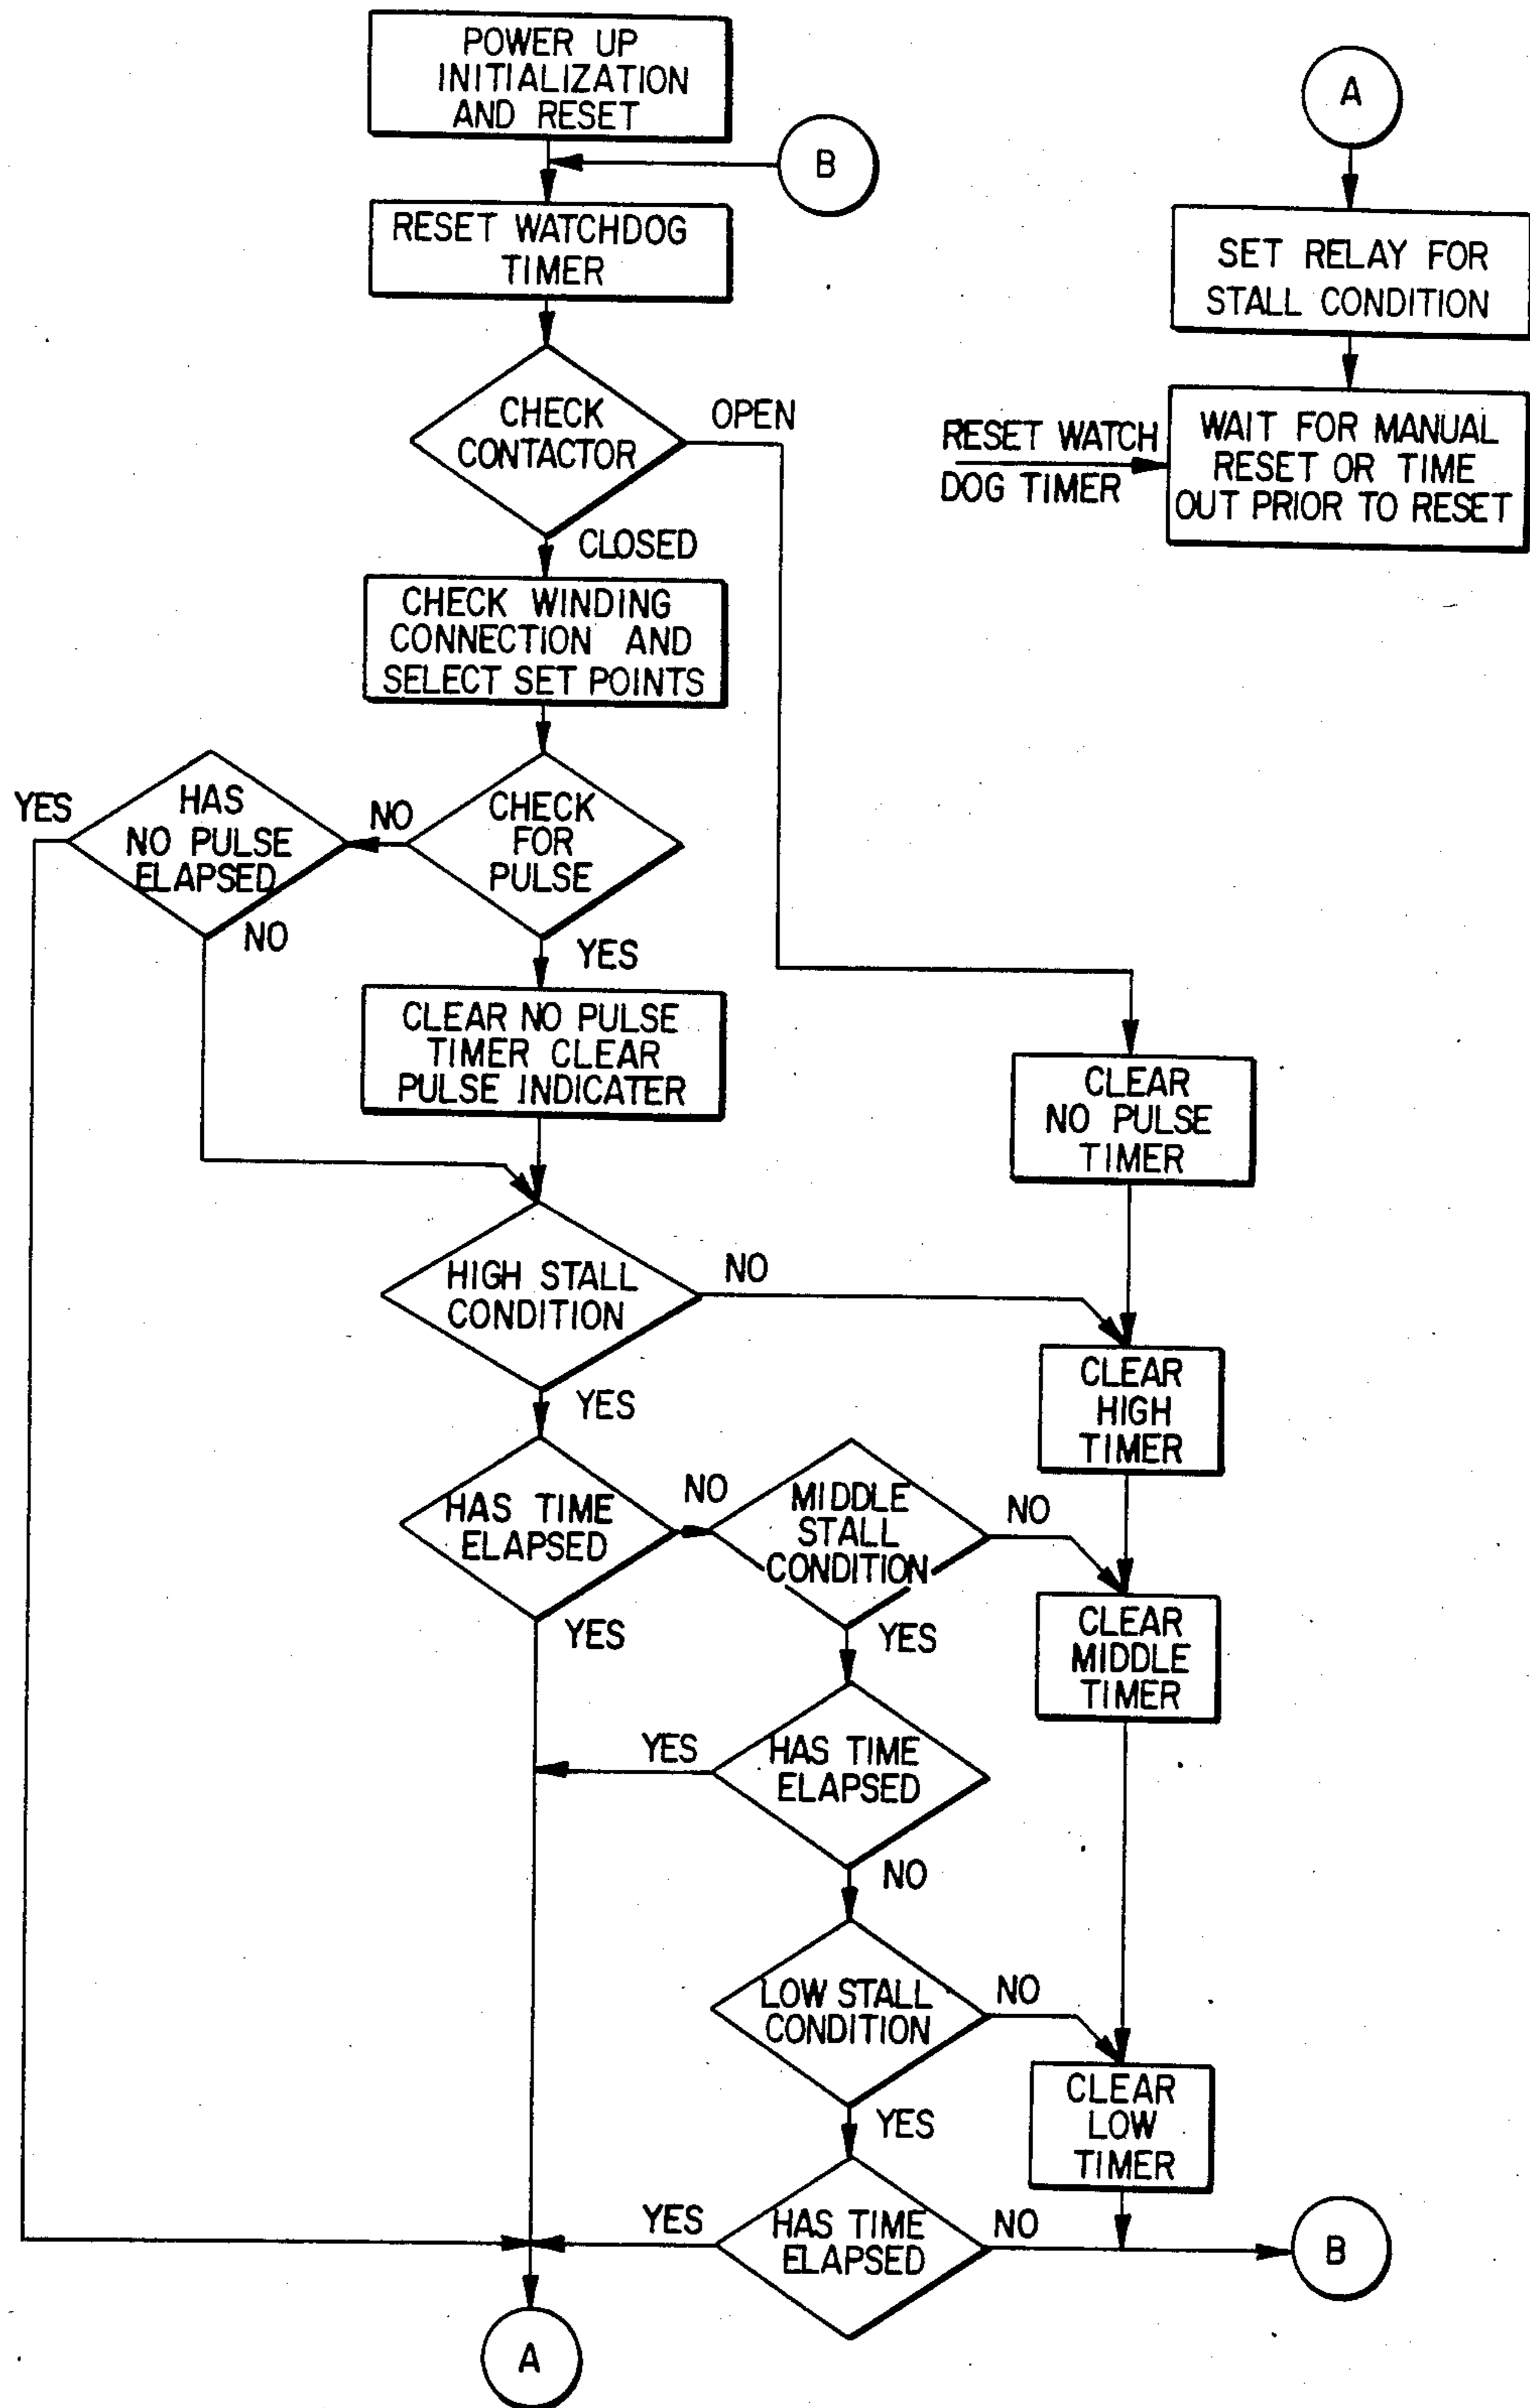 POWER UP
INITIALIZATION
AND RESET
B
RESET WATCHDOG
TIMER
CHECK
CONTACTOR
OPEN
CLOSED
CHECK WINDING
CONNECTION AND
SELECT SET POINTS
YES
HAS
NO PULSE
ELAPSED
NO
NO
CHECK
FOR
PULSE
YES
CLEAR NO PULSE
TIMER CLEAR
PULSE INDICATER
CLEAR
NO PULSE
TIMER
HIGH STALL
CONDITION
NO
YES
CLEAR
HIGH
TIMER
HAS TIME
ELAPSED
NO
YES
MIDDLE
STALL
CONDITION
NO
YES
CLEAR
MIDDLE
TIMER
YES
HAS TIME
ELAPSED
NO
LOW STALL
CONDITION
NO
YES
CLEAR
LOW
TIMER
YES
HAS TIME
ELAPSED
NO
B
A
A
SET RELAY FOR
STALL CONDITION
RESET WATCH
DOG TIMER
WAIT FOR MANUAL
RESET OR TIME
OUT PRIOR TO RESET